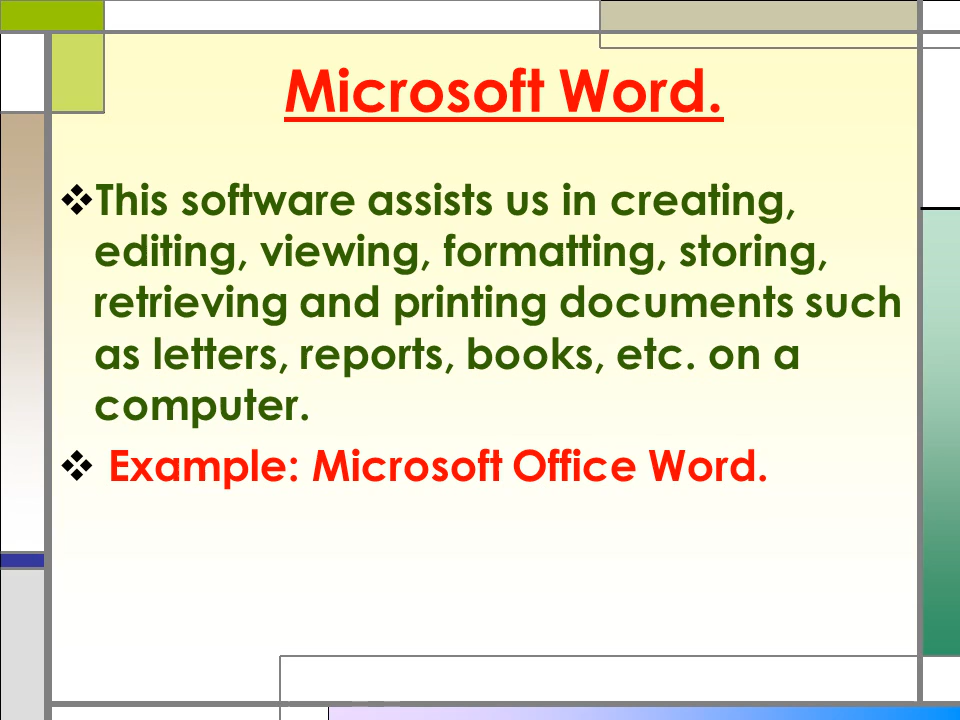 Microsoft Word.
❖ This software assists us in creating,
editing, viewing, formatting, storing,
retrieving and printing documents such
as letters, reports, books, etc. on a
computer.
❖ Example: Microsoft Office Word.